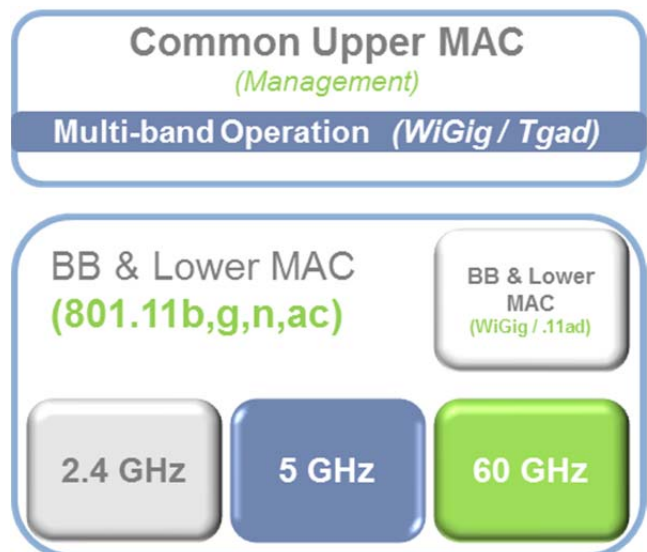 Common Upper MAC
(Management)
Multi-band Operation (WiGig / Tgad)
BB & Lower MAC
(801.11b,g,n,ac)
BB & Lower
MAC
(WiGig / .11ad)
2.4 GHz
5 GHz
60 GHz